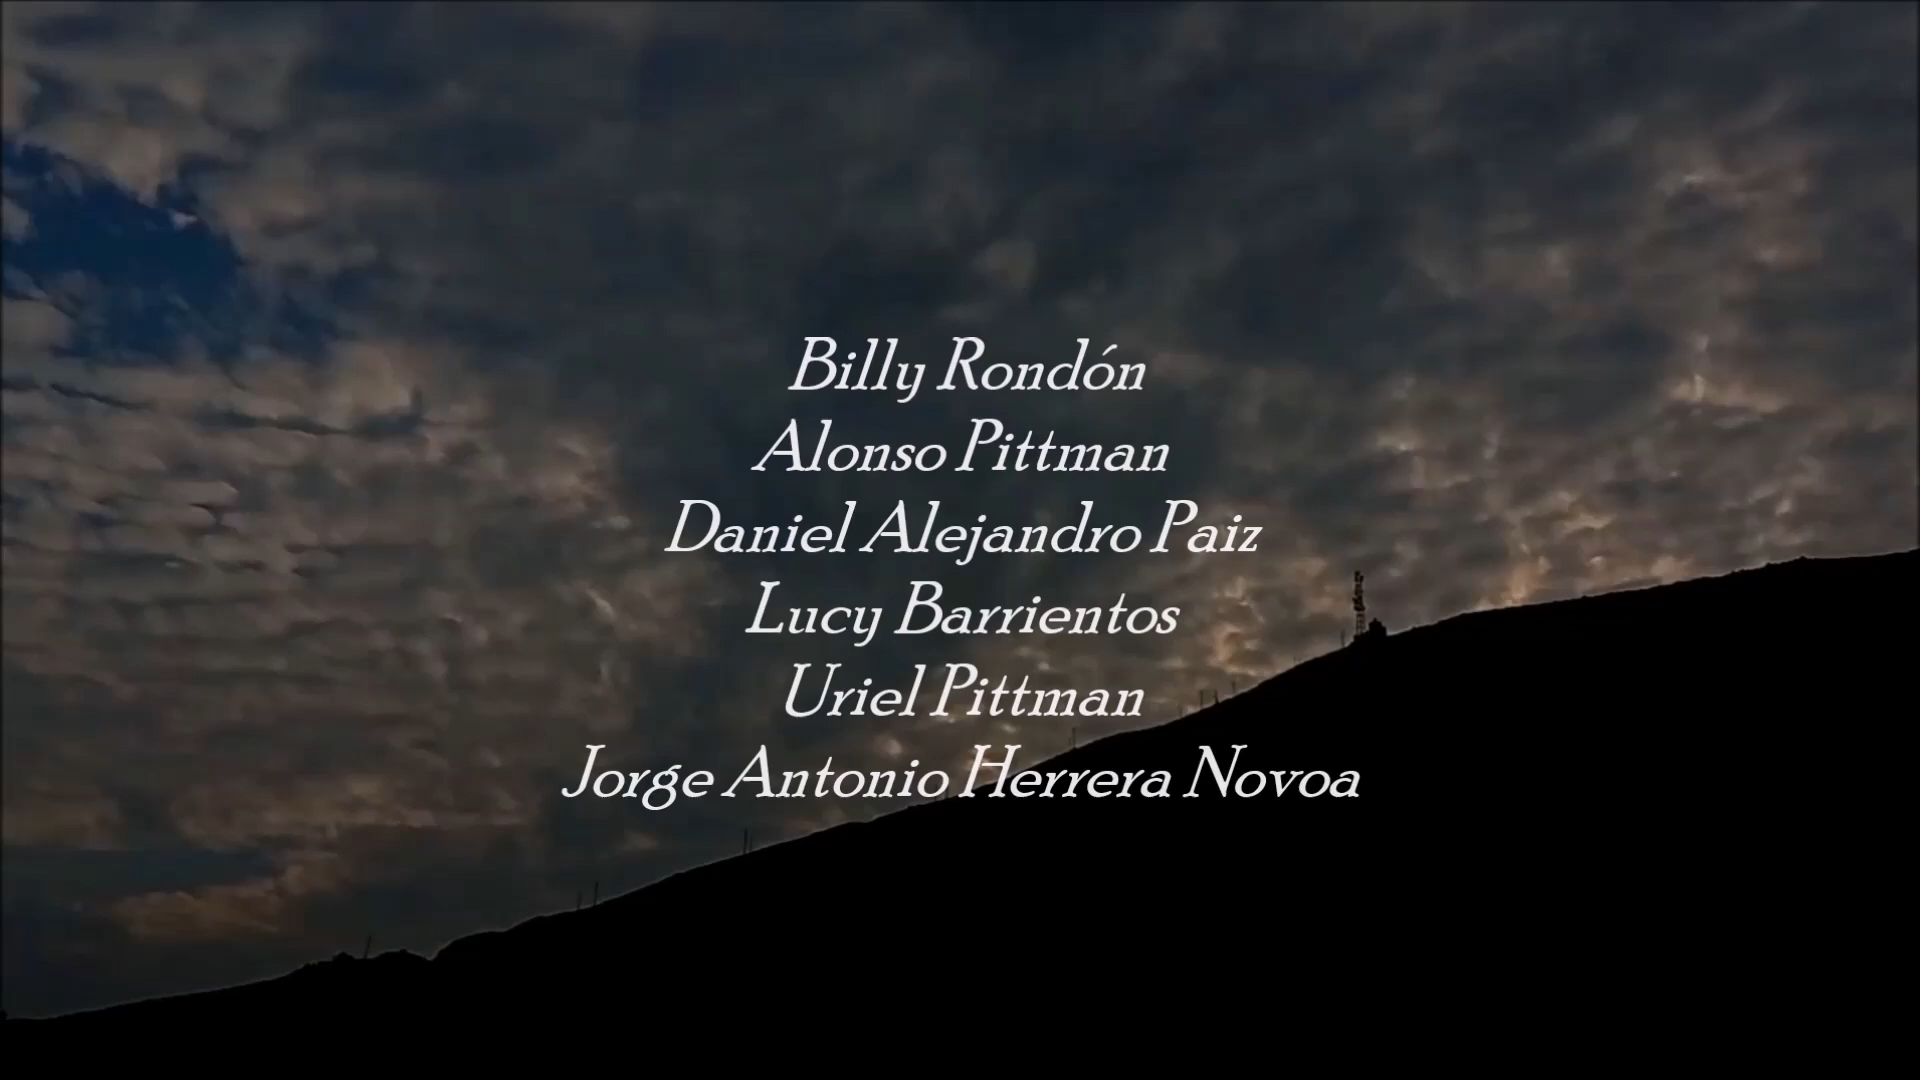 Billy Rondón
Alonso Pittman
Daniel Alejandro Paiz
Lucy Barrientos
Uriel Pittman
Jorge Antonio Herrera Novoa